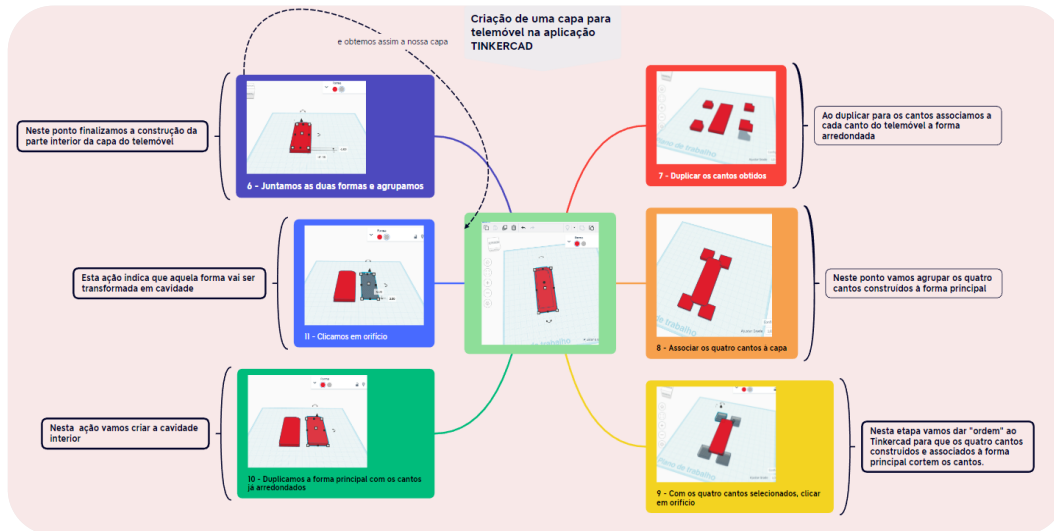 Criação de uma capa para
telemóvel na aplicação
TINKERCAD
e obtemos assim a nossa capa
Neste ponto finalizamos a construção da
parte interior da capa do telemóvel
6 - Juntamos as duas formas e agrupamos
7 - Duplicar os cantos obtidos
Ao duplicar para os cantos associamos a
cada canto do telemóvel a forma
arredondada
Esta ação indica que aquela forma vai ser
transformada em cavidade
11 - Clicamos em orifício
8 - Associar os quatro cantos à capa
Neste ponto vamos agrupar os quatro
cantos construídos à forma principal
Nesta ação vamos criar a cavidade
interior
10 - Duplicamos a forma principal com os cantos
já arredondados
9 - Com os quatro cantos selecionados, clicar
em orifício
Nesta etapa vamos dar "ordem" ao
Tinkercad para que os quatro cantos
construidos e associados à forma
principal cortem os cantos.